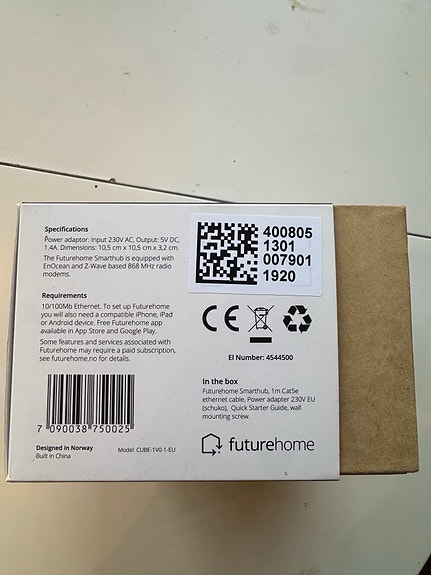 Specifications
Power adaptor: Input 230V AC, Output: 5V DC,
1.4A. Dimensions: 10,5 cm x 10,5 cm x 3,2 cm.
The Futurehome Smarthub is equipped with
EnOcean and Z-Wave based 868 MHz radio
modems.
Requirements
10/100Mb Ethernet. To set up Futurehome
you will also need a compatible iPhone, iPad
or Android device. Free Futurehome app
available in App Store and Google Play.
Some features and services associated with
Futurehome may require a paid subscription,
see futurehome.no for details.
7 090038 750025
Designed in Norway
Built in China
Model: CUBE-1V0-1-EU
400805
1301
007901
1920
CE
El Number: 4544500
In the box
Futurehome Smarthub, 1m Cat5e
ethernet cable, Power adapter 230V EU
(schuko), Quick Starter Guide, wall
mounting screw.
futurehome